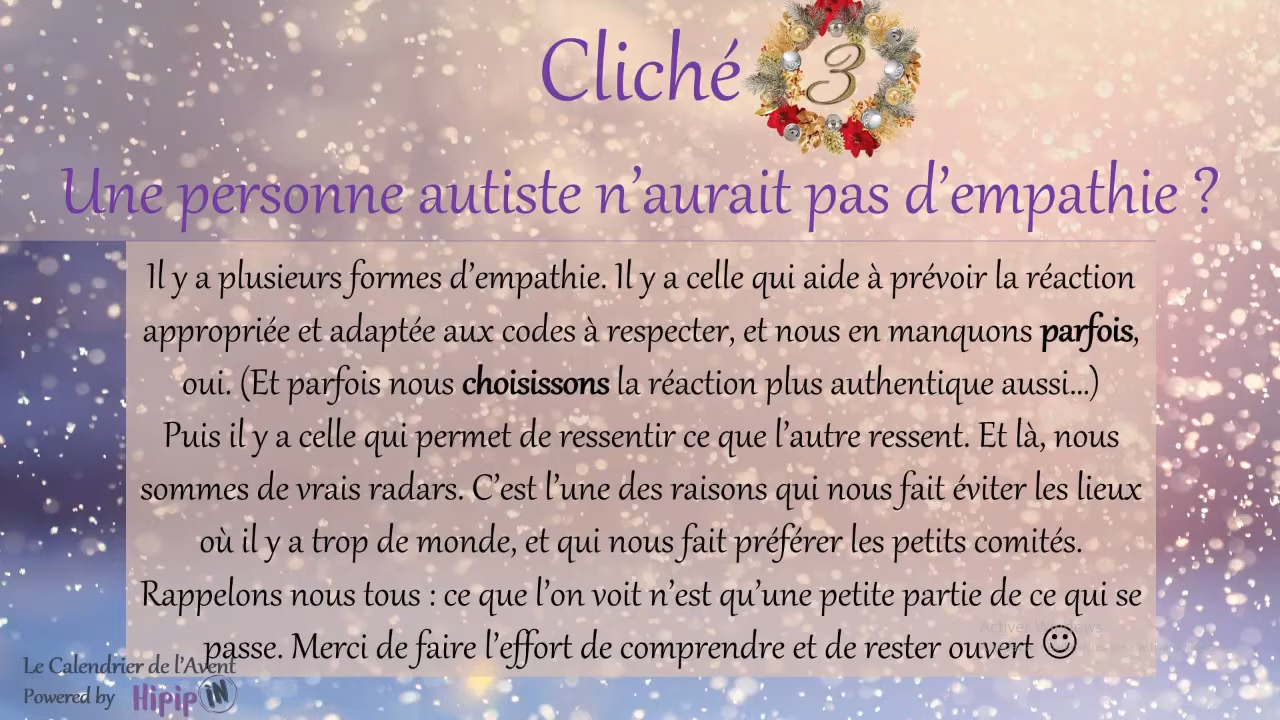 Cliché 3
Une personne autiste n'aurait pas d'empathie ?
Il y a plusieurs formes d'empathie. Il y a celle qui aide à prévoir la réaction
appropriée et adaptée aux codes à respecter, et nous en manquons parfois,
oui. (Et parfois nous choisissons la réaction plus authentique aussi...)
Puis il y a celle qui permet de ressentir ce que l'autre ressent. Et là, nous
sommes de vrais radars. C'est l'une des raisons qui nous fait éviter les lieux
où il y a trop de monde, et qui nous fait préférer les petits comités.
Rappelons nous tous : ce que l'on voit n'est qu'une petite partie de ce qui se
passe. Merci de faire l'effort de comprendre et de rester ouvert ☺
Activer Windows
Le Calendrier de l'Avent
Powered by Hipip IN